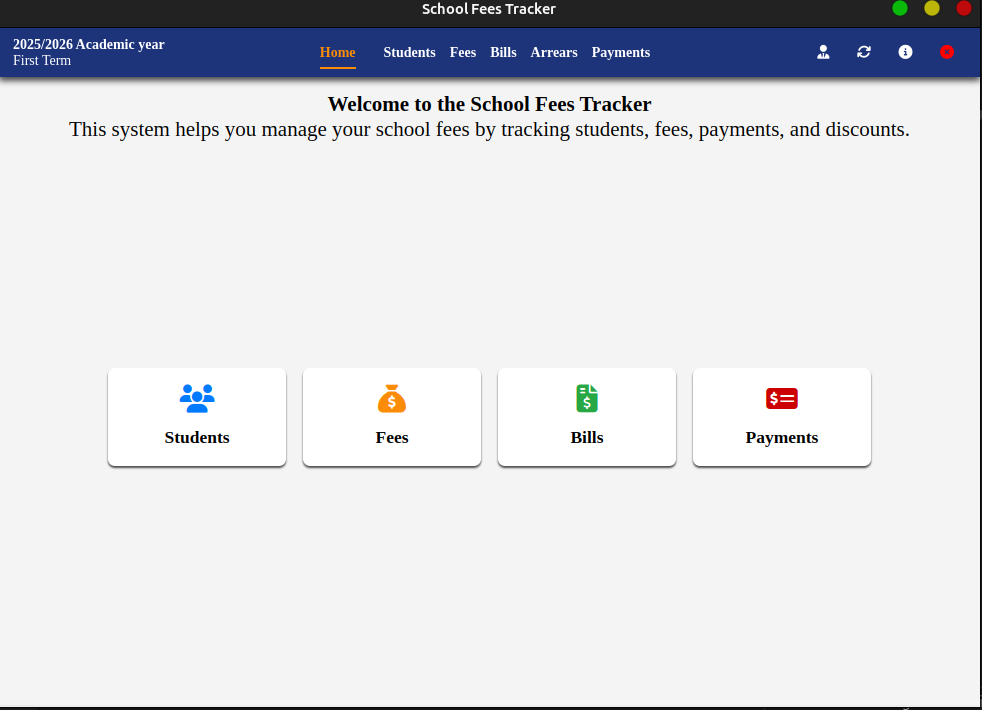 School Fees Tracker
2025/2026 Academic year
First Term
Home Students Fees Bills Arrears Payments
Welcome to the School Fees Tracker
This system helps you manage your school fees by tracking students, fees, payments, and discounts.
Students Fees Bills Payments